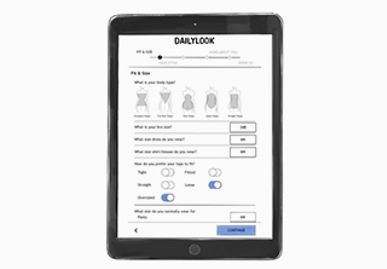 DAILYLOOK
FIT & SIZE
MORE ABOUT YOU
YOUR STYLE
Fit & Size
What is your body type?
What is your bra size?
What size dress do you wear?
What size shirt/blouse do you wear?
How do you prefer your tops to fit?
Tight
Fitted
Straight
Loose
Oversized
What size do you normally wear for
Pants
CONTINUE